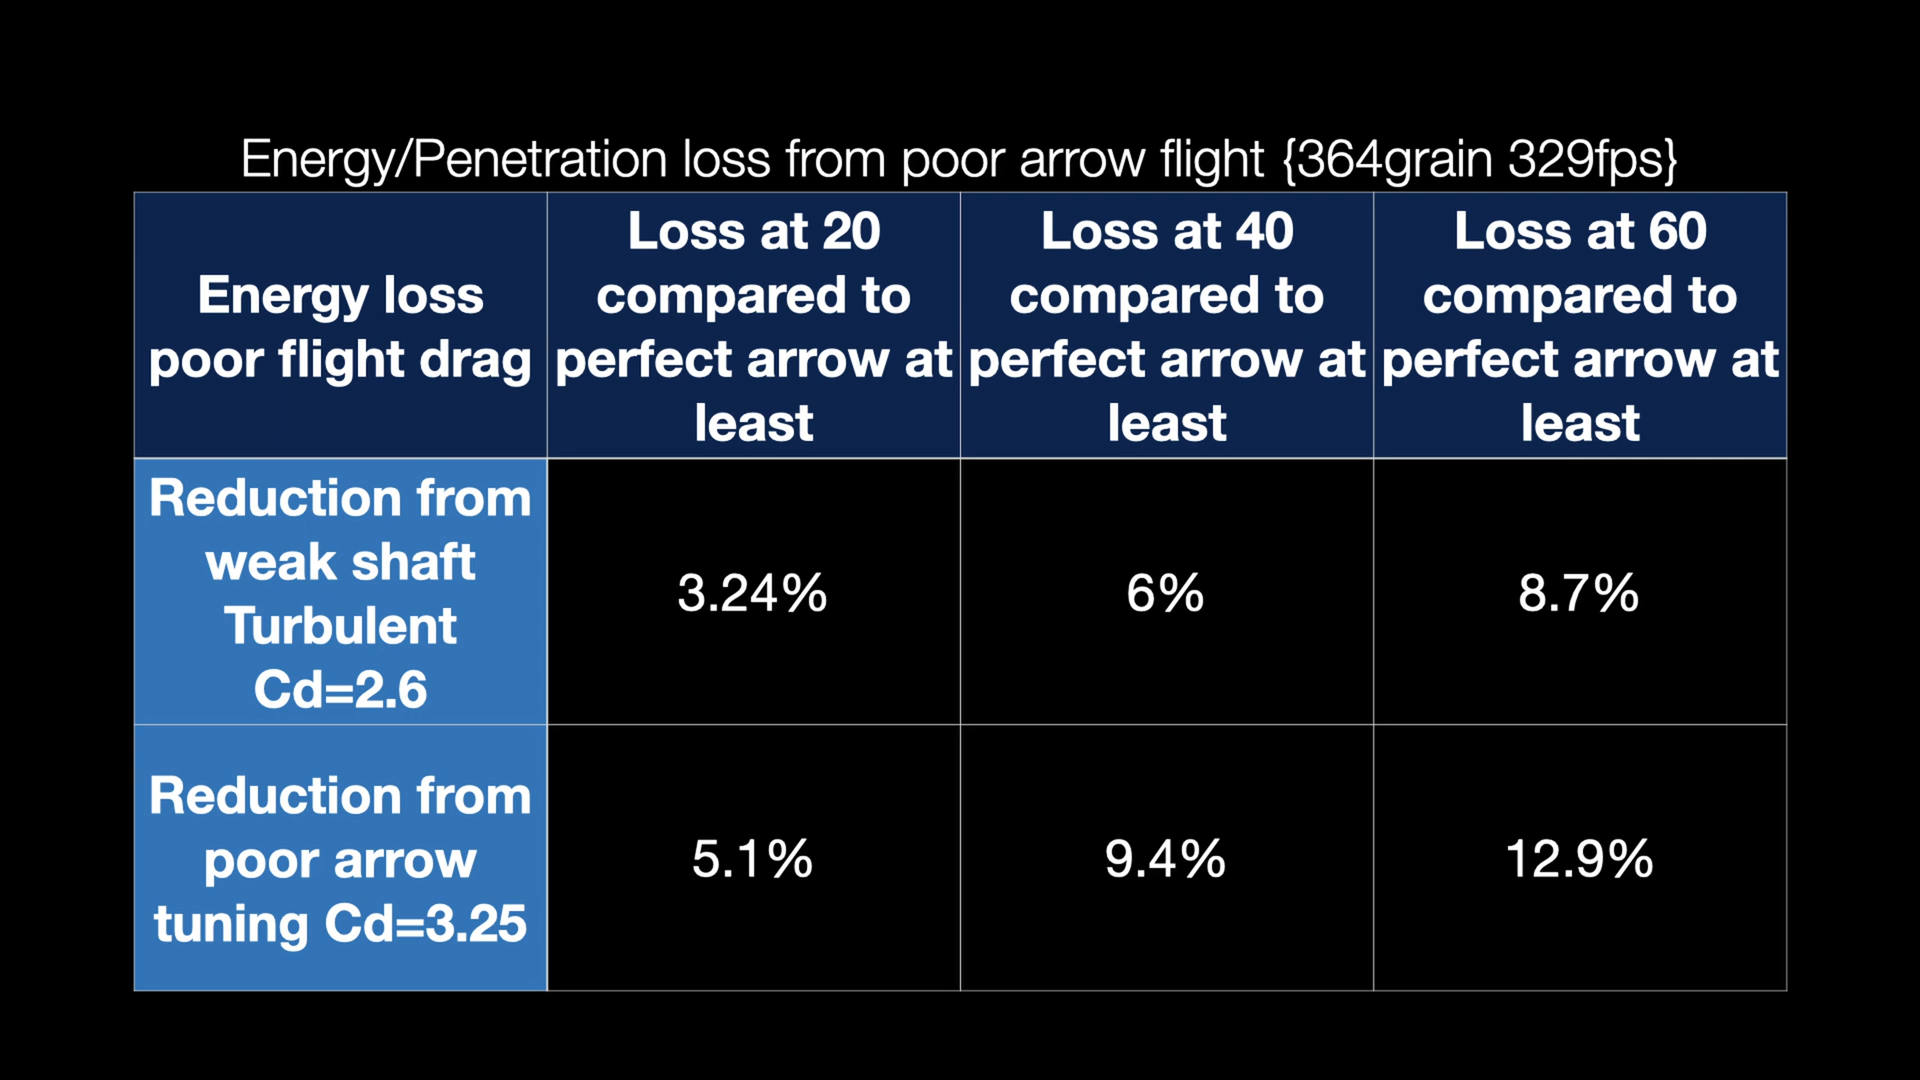 Energy/Penetration loss from poor arrow flight {364grain 329fps}
Energy loss
poor flight drag
Loss at 20
compared to
perfect arrow at
least
Loss at 40
compared to
perfect arrow at
least
Loss at 60
compared to
perfect arrow at
least
Reduction from
weak shaft
Turbulent
Cd=2.6
3.24%
6%
8.7%
Reduction from
poor arrow
tuning Cd=3.25
5.1%
9.4%
12.9%